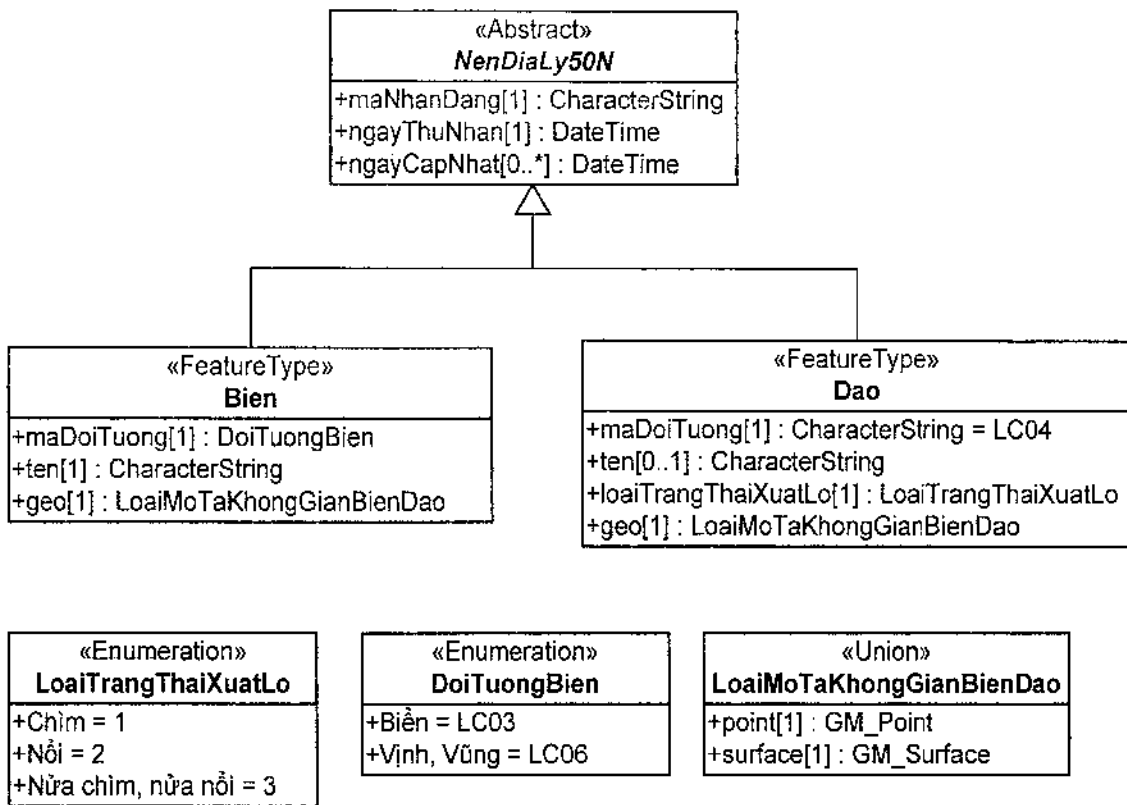 «Abstract»
NenDiaLy50N
+maNhanDang[1] : CharacterString
+ngayThuNhan[1] : DateTime
+ngayCapNhat[0..*] : DateTime
«FeatureType»
Bien
+maDoiTuong[1] : DoiTuongBien
+ten[1] : CharacterString
+geo[1] : LoaiMoTaKhongGianBienDao
«FeatureType»
Dao
+maDoiTuong[1] : CharacterString = LC04
+ten[0..1] : CharacterString
+loaiTrangThaiXuatLo[1] : LoaiTrangThaiXuatLo
+geo[1] : LoaiMoTaKhongGianBienDao
«Enumeration»
LoaiTrangThaiXuatLo
+Chìm = 1
+Nổi = 2
+Nửa chìm, nửa nổi = 3
«Enumeration»
DoiTuongBien
+Biển = LC03
+Vịnh, Vũng = LC06
«Union»
LoaiMoTaKhongGianBienDao
+point[1] : GM_Point
+surface[1] : GM_Surface